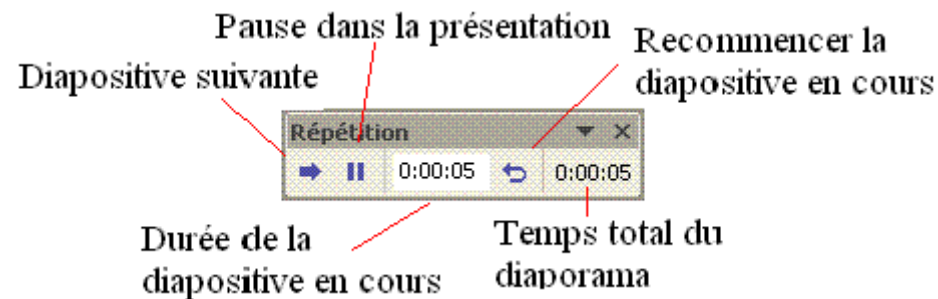 Pause dans la présentation
Recommencer la
diapositive en cours
Diapositive suivante
Répétition
0:00:05
0:00:05
Durée de la
diapositive en cours
Temps total du
diaporama